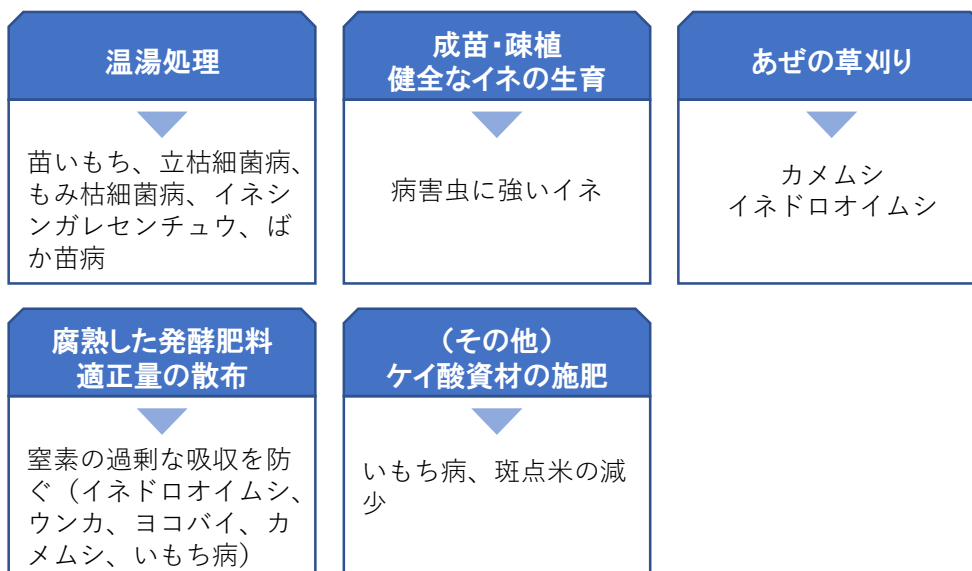 温湯処理
苗いもち、立枯細菌病、
もみ枯細菌病、イネシ
ンガレセンチュウ、ば
か苗病
成苗・疎植
健全なイネの生育
病害虫に強いイネ
あぜの草刈り
カメムシ
イネドロオイムシ
腐熟した発酵肥料
適正量の散布
窒素の過剰な吸収を防
ぐ（イネドロオイムシ、
ウンカ、ヨコバイ、カ
メムシ、いもち病）
（その他）
ケイ酸資材の施肥
いもち病、斑点米の減
少